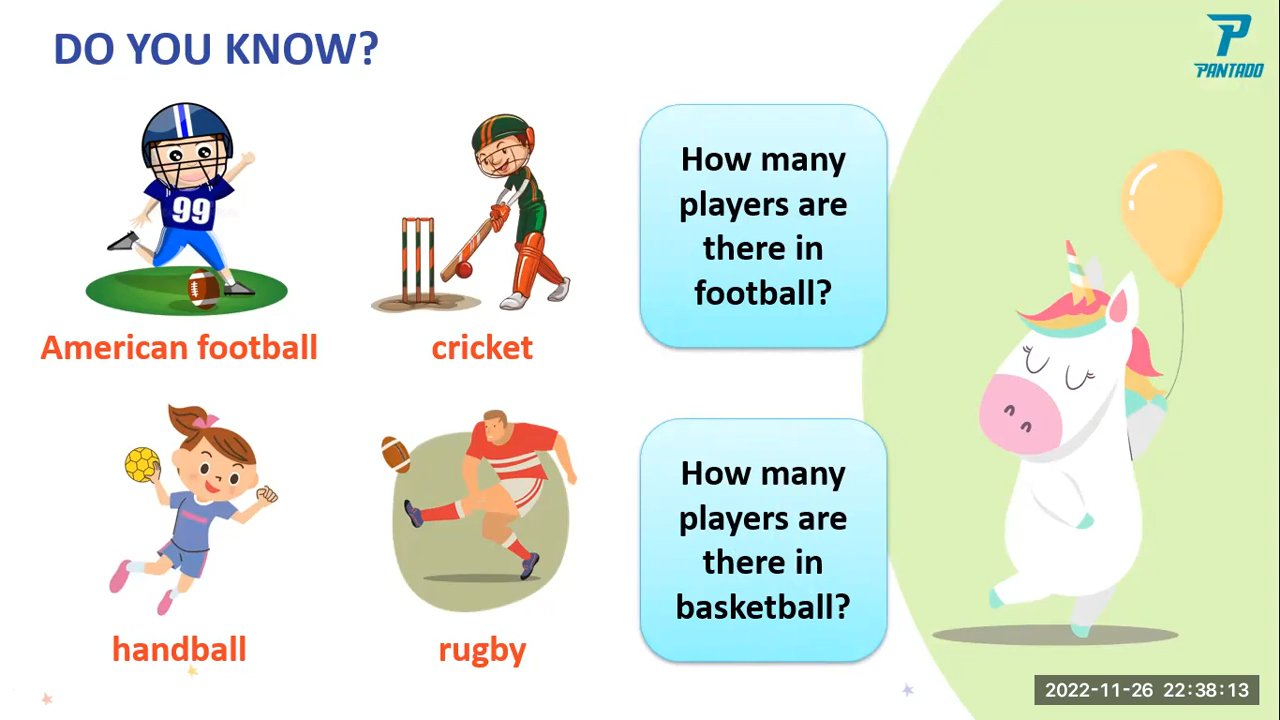 DO YOU KNOW?
PANTADO
99
American football
cricket
How many
players are
there in
football?
handball
rugby
How many
players are
there in
basketball?
2022-11-26 22:38:13